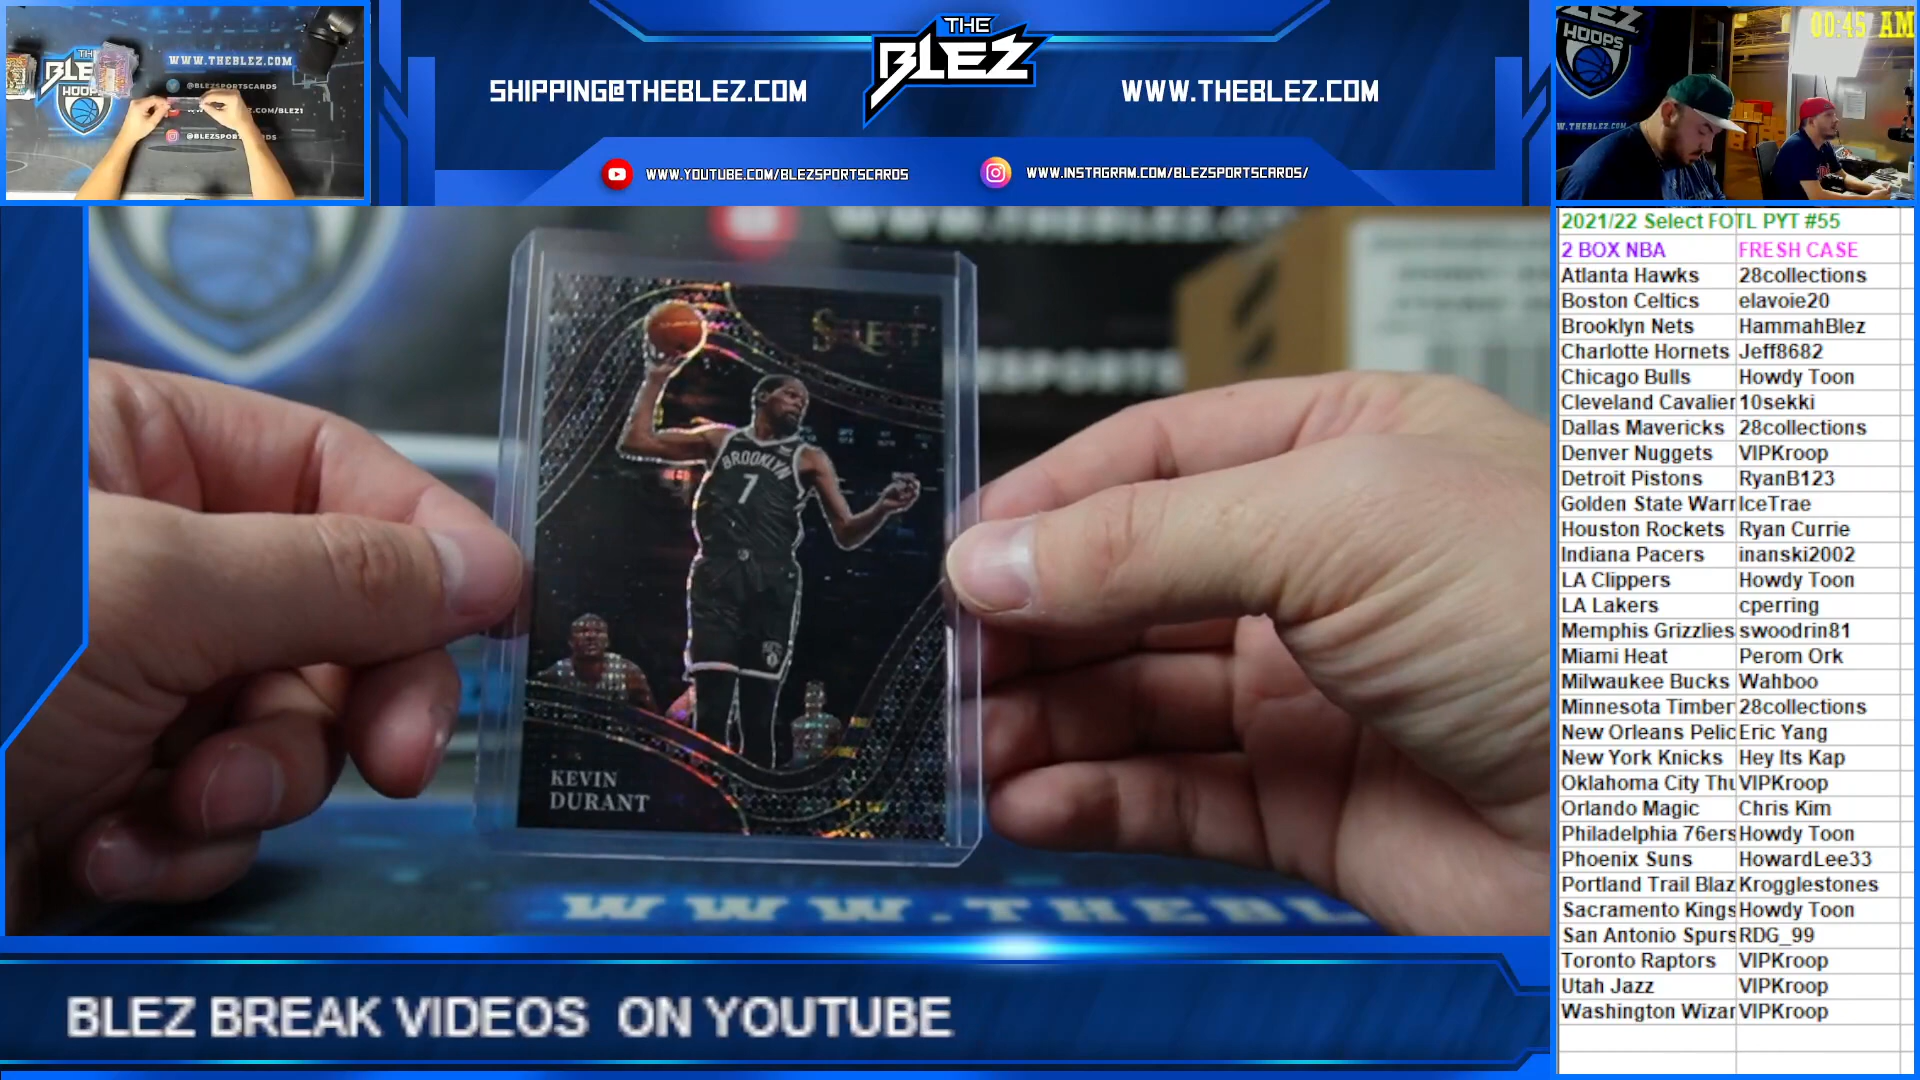 WWW.THEBLEZ.COM
@BLEZSPORTSCARDS
@BLEZSPORTSCARDS
THE
BLEZ
SHIPPING@THEBLEZ.COM
WWW.THEBLEZ.COM
WWW.YOUTUBE.COM/BLEZSPORTSCARDS
WWW.INSTAGRAM.COM/BLEZSPORTSCARDS/
HOOPS
00:45 AM
SELECT
BROOKLYN
7
KEVIN
DURANT
WWW.THEBL
BLEZ BREAK VIDEOS ON YOUTUBE
2021/22 Select FOTL PYT #55
2 BOX NBA FRESH CASE
Atlanta Hawks 28collections
Boston Celtics elavoie20
Brooklyn Nets HammahBlez
Charlotte Hornets Jeff8682
Chicago Bulls Howdy Toon
Cleveland Cavalier 10sekki
Dallas Mavericks 28collections
Denver Nuggets VIPKroop
Detroit Pistons RyanB123
Golden State Warr IceTrae
Houston Rockets Ryan Currie
Indiana Pacers inanski2002
LA Clippers Howdy Toon
LA Lakers cperring
Memphis Grizzlies swoodrin81
Miami Heat Perom Ork
Milwaukee Bucks Wahboo
Minnesota Timber 28collections
New Orleans Pelic Eric Yang
New York Knicks Hey Its Kap
Oklahoma City Thu VIPKroop
Orlando Magic Chris Kim
Philadelphia 76ers Howdy Toon
Phoenix Suns HowardLee33
Portland Trail Blaz Krogglestones
Sacramento Kings Howdy Toon
San Antonio Spurs RDG_99
Toronto Raptors VIPKroop
Utah Jazz VIPKroop
Washington Wizar VIPKroop